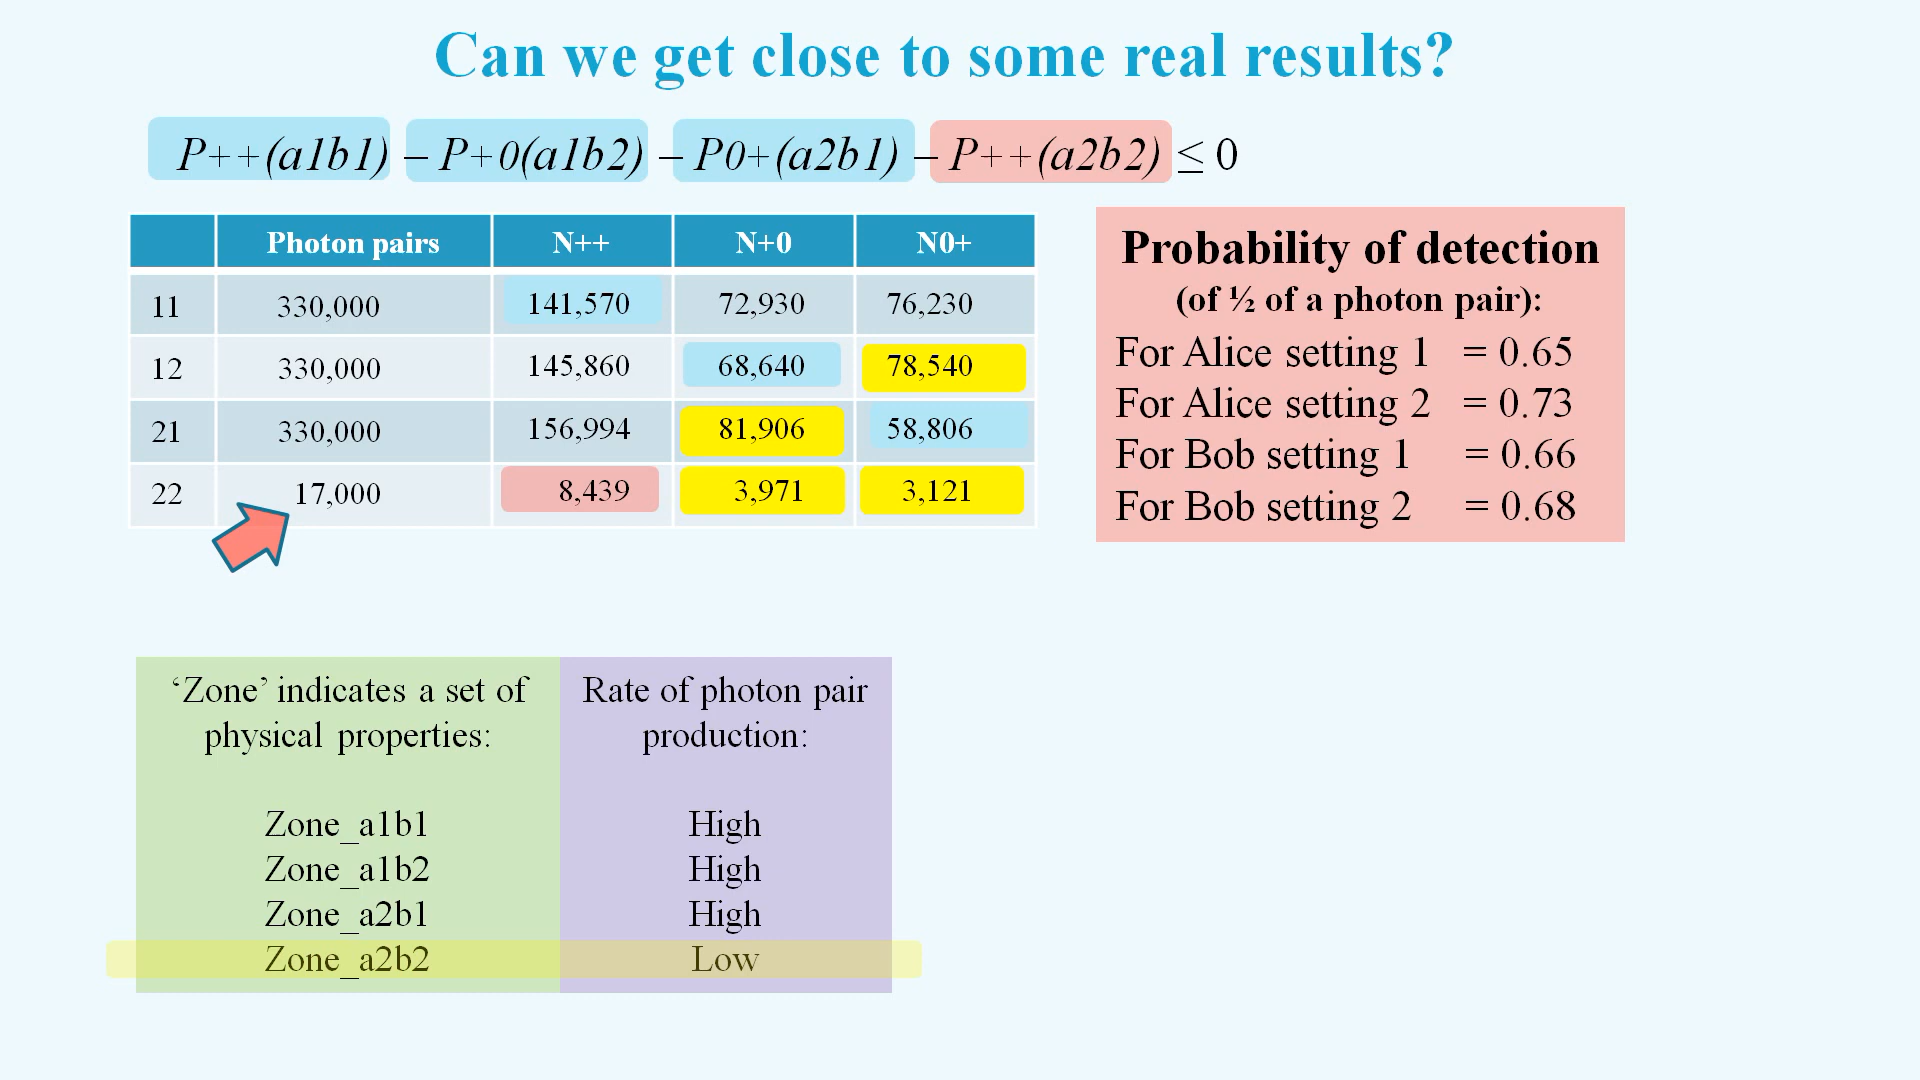 Can we get close to some real results?
P++(a1b1) – P+0(a1b2) – P0+(a2b1) – P++(a2b2) ≤ 0
Photon pairs N++ N+0 N0+
11 330,000 141,570 72,930 76,230
12 330,000 145,860 68,640 78,540
21 330,000 156,994 81,906 58,806
22 17,000 8,439 3,971 3,121
Probability of detection
(of ½ of a photon pair):
For Alice setting 1 = 0.65
For Alice setting 2 = 0.73
For Bob setting 1 = 0.66
For Bob setting 2 = 0.68
‘Zone’ indicates a set of
physical properties:
Zone_a1b1
Zone_a1b2
Zone_a2b1
Zone_a2b2
Rate of photon pair
production:
High
High
High
Low